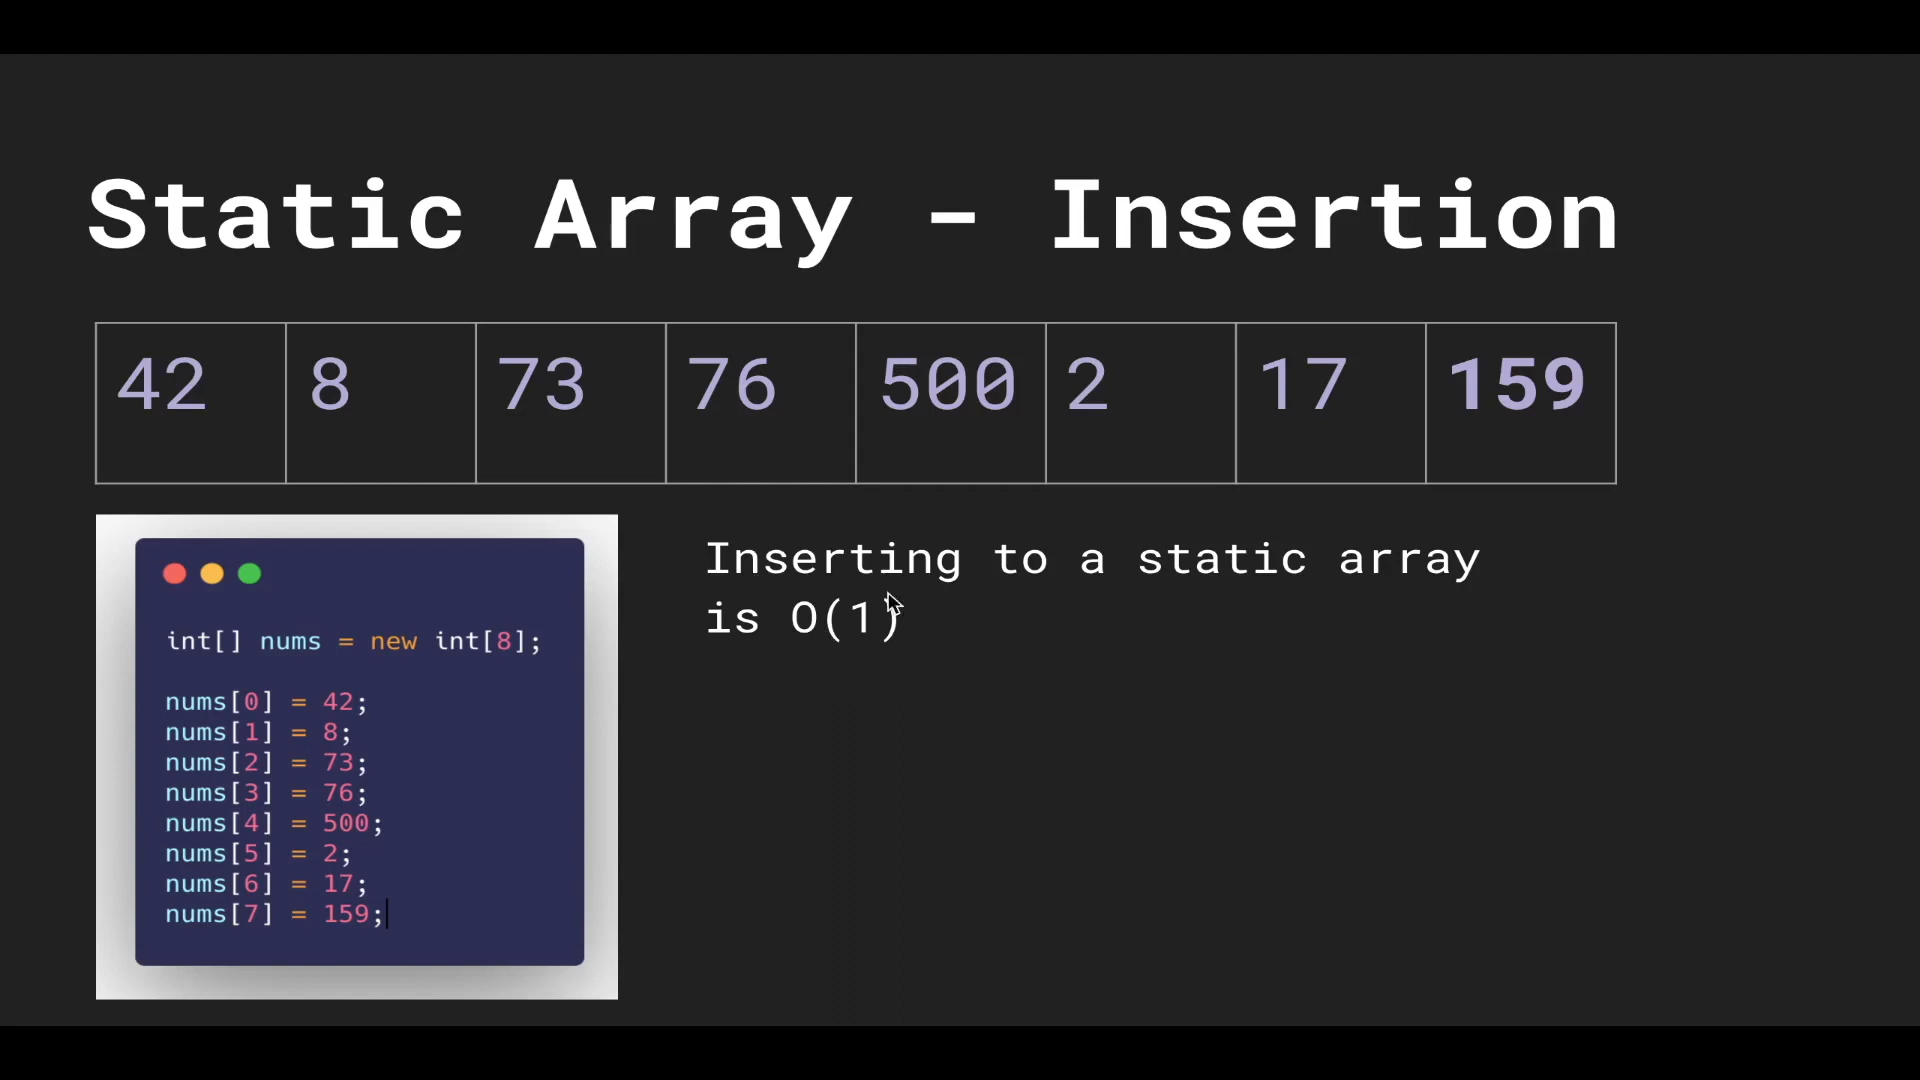 Static Array - Insertion
42 8 73 76 500 2 17 159
Inserting to a static array
is O(1)
int[] nums = new int[8];
nums[0] = 42;
nums[1] = 8;
nums[2] = 73;
nums[3] = 76;
nums[4] = 500;
nums[5] = 2;
nums[6] = 17;
nums[7] = 159;